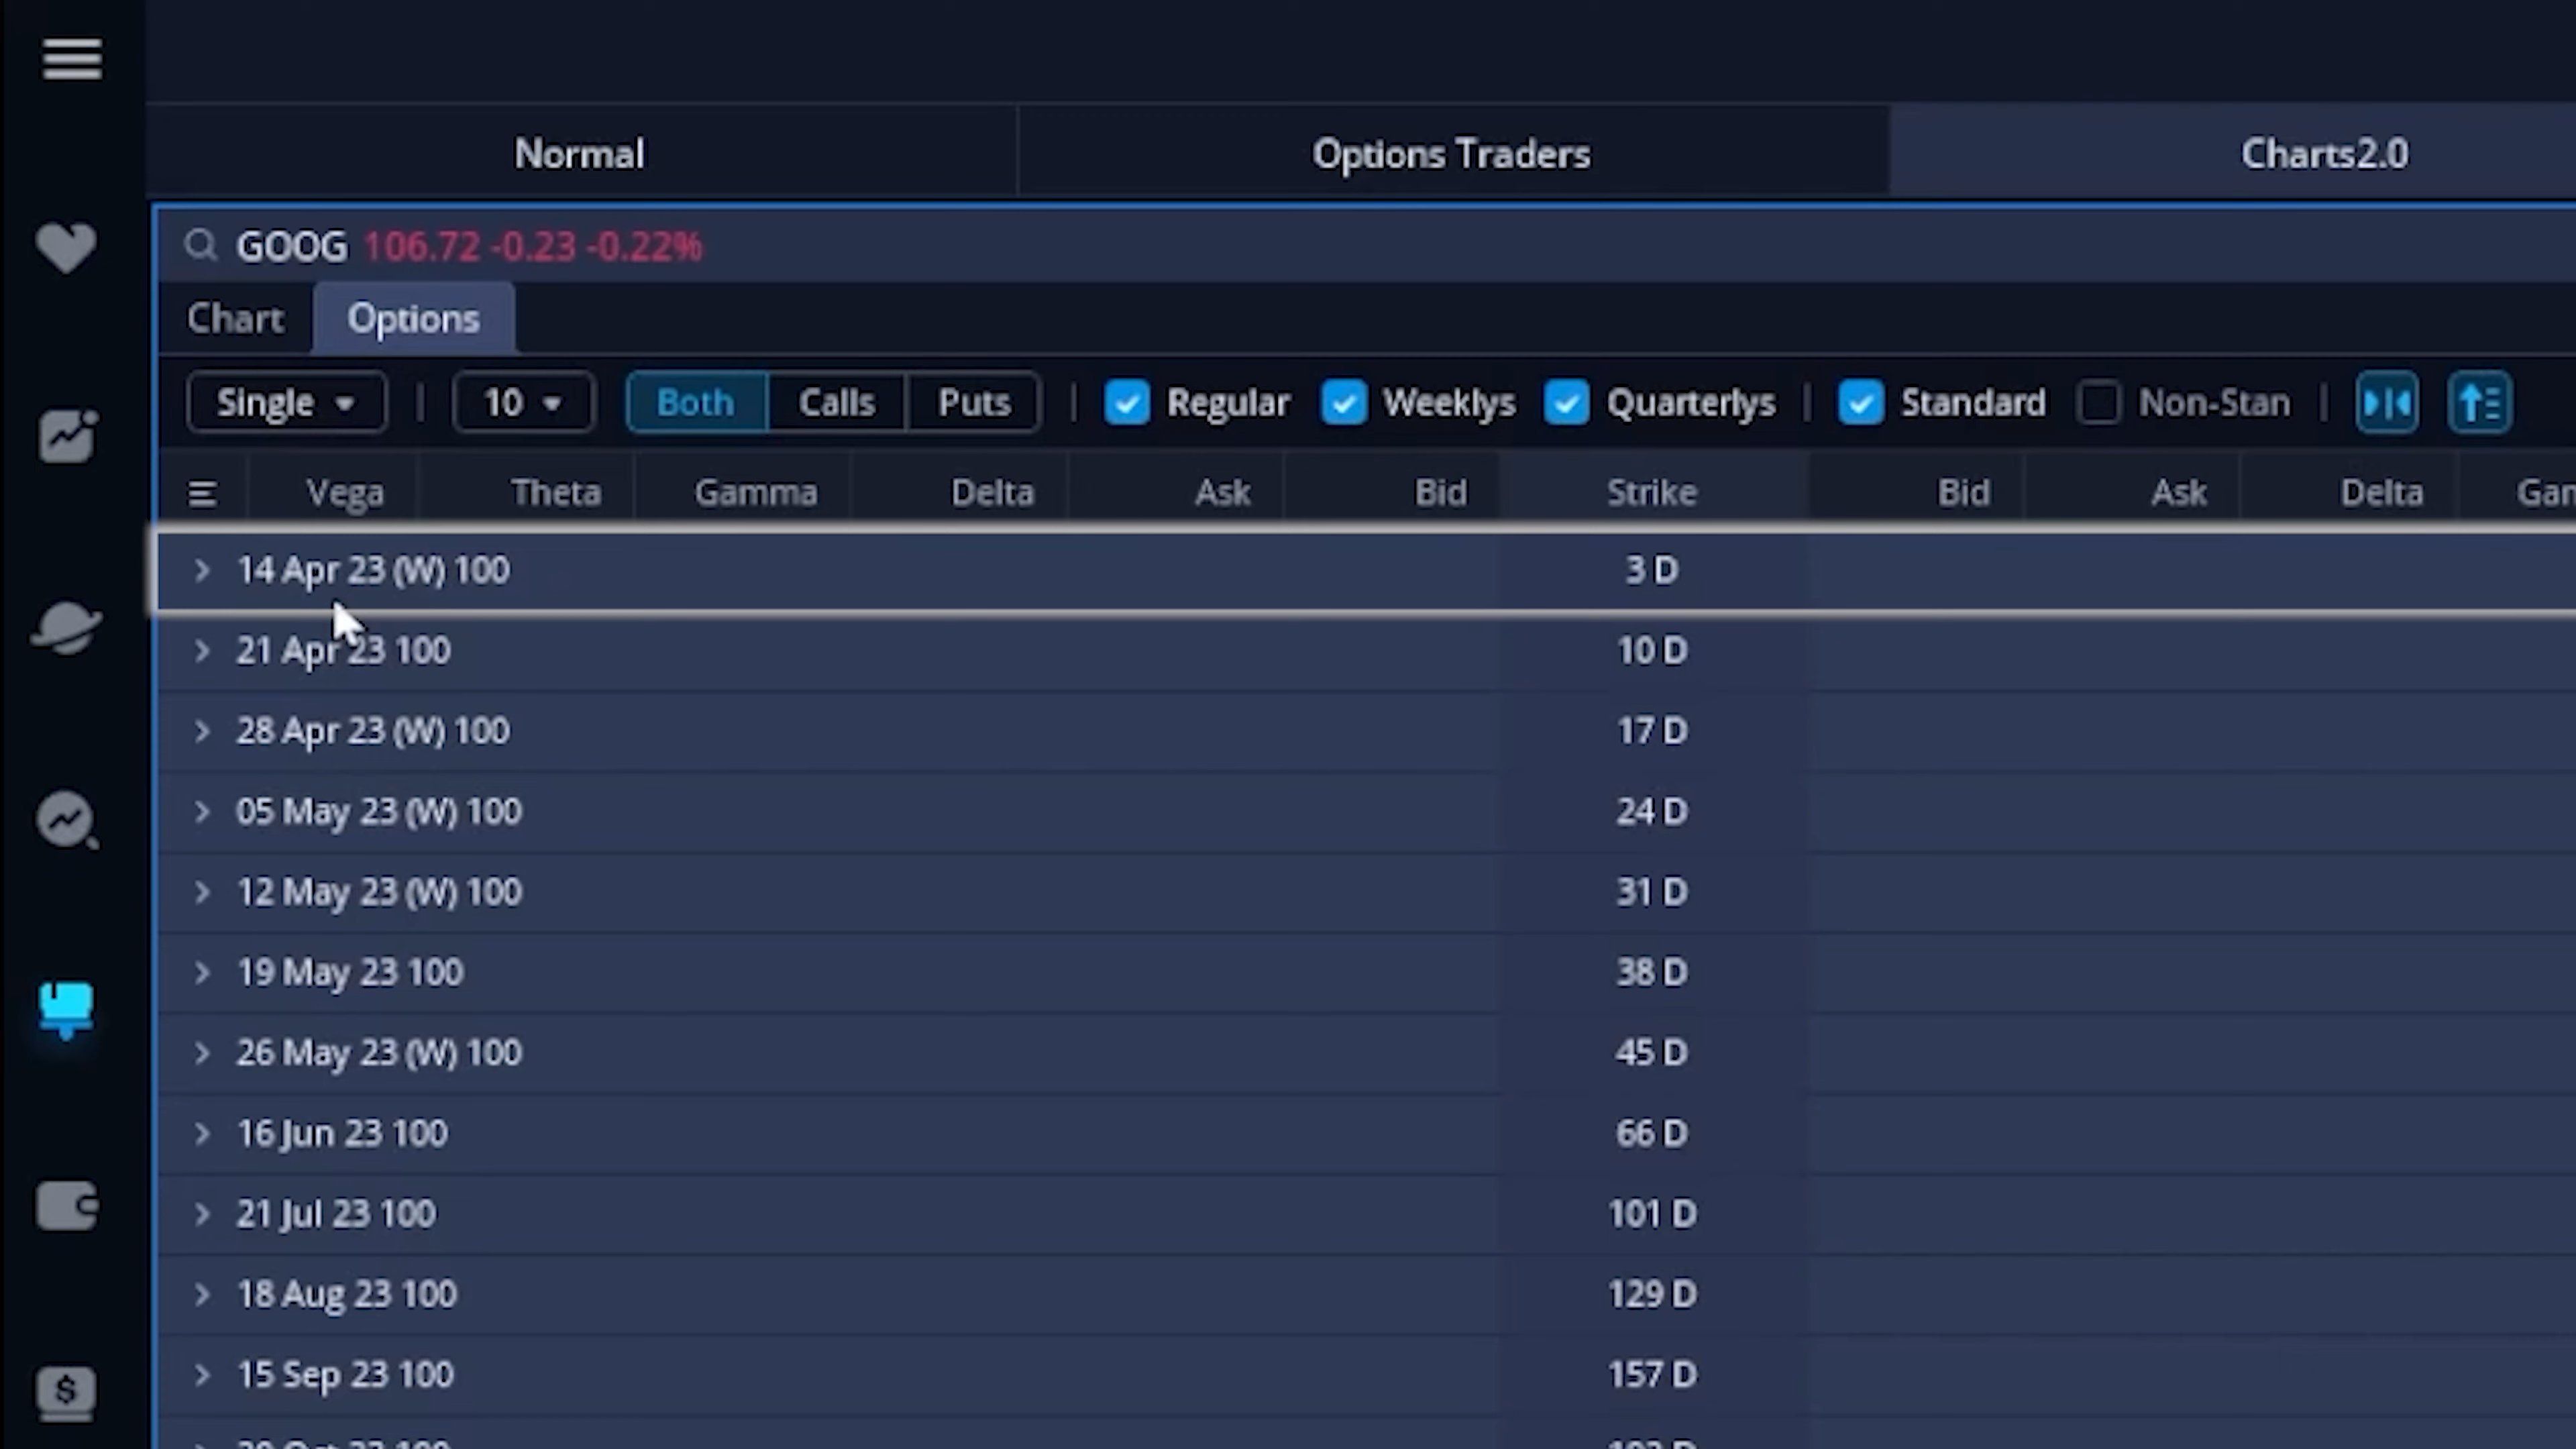 Normal Options Traders Charts2.0
GOOG 106.72 -0.23 -0.22%
Chart Options
Single 10 Both Calls Puts Regular Weeklys Quarterlys Standard Non-Stan
Vega Theta Gamma Delta Ask Bid Strike Bid Ask Delta Gam
14 Apr 23 (W) 100 3 D
21 Apr 23 100 10 D
28 Apr 23 (W) 100 17 D
05 May 23 (W) 100 24 D
12 May 23 (W) 100 31 D
19 May 23 100 38 D
26 May 23 (W) 100 45 D
16 Jun 23 100 66 D
21 Jul 23 100 101 D
18 Aug 23 100 129 D
15 Sep 23 100 157 D
$